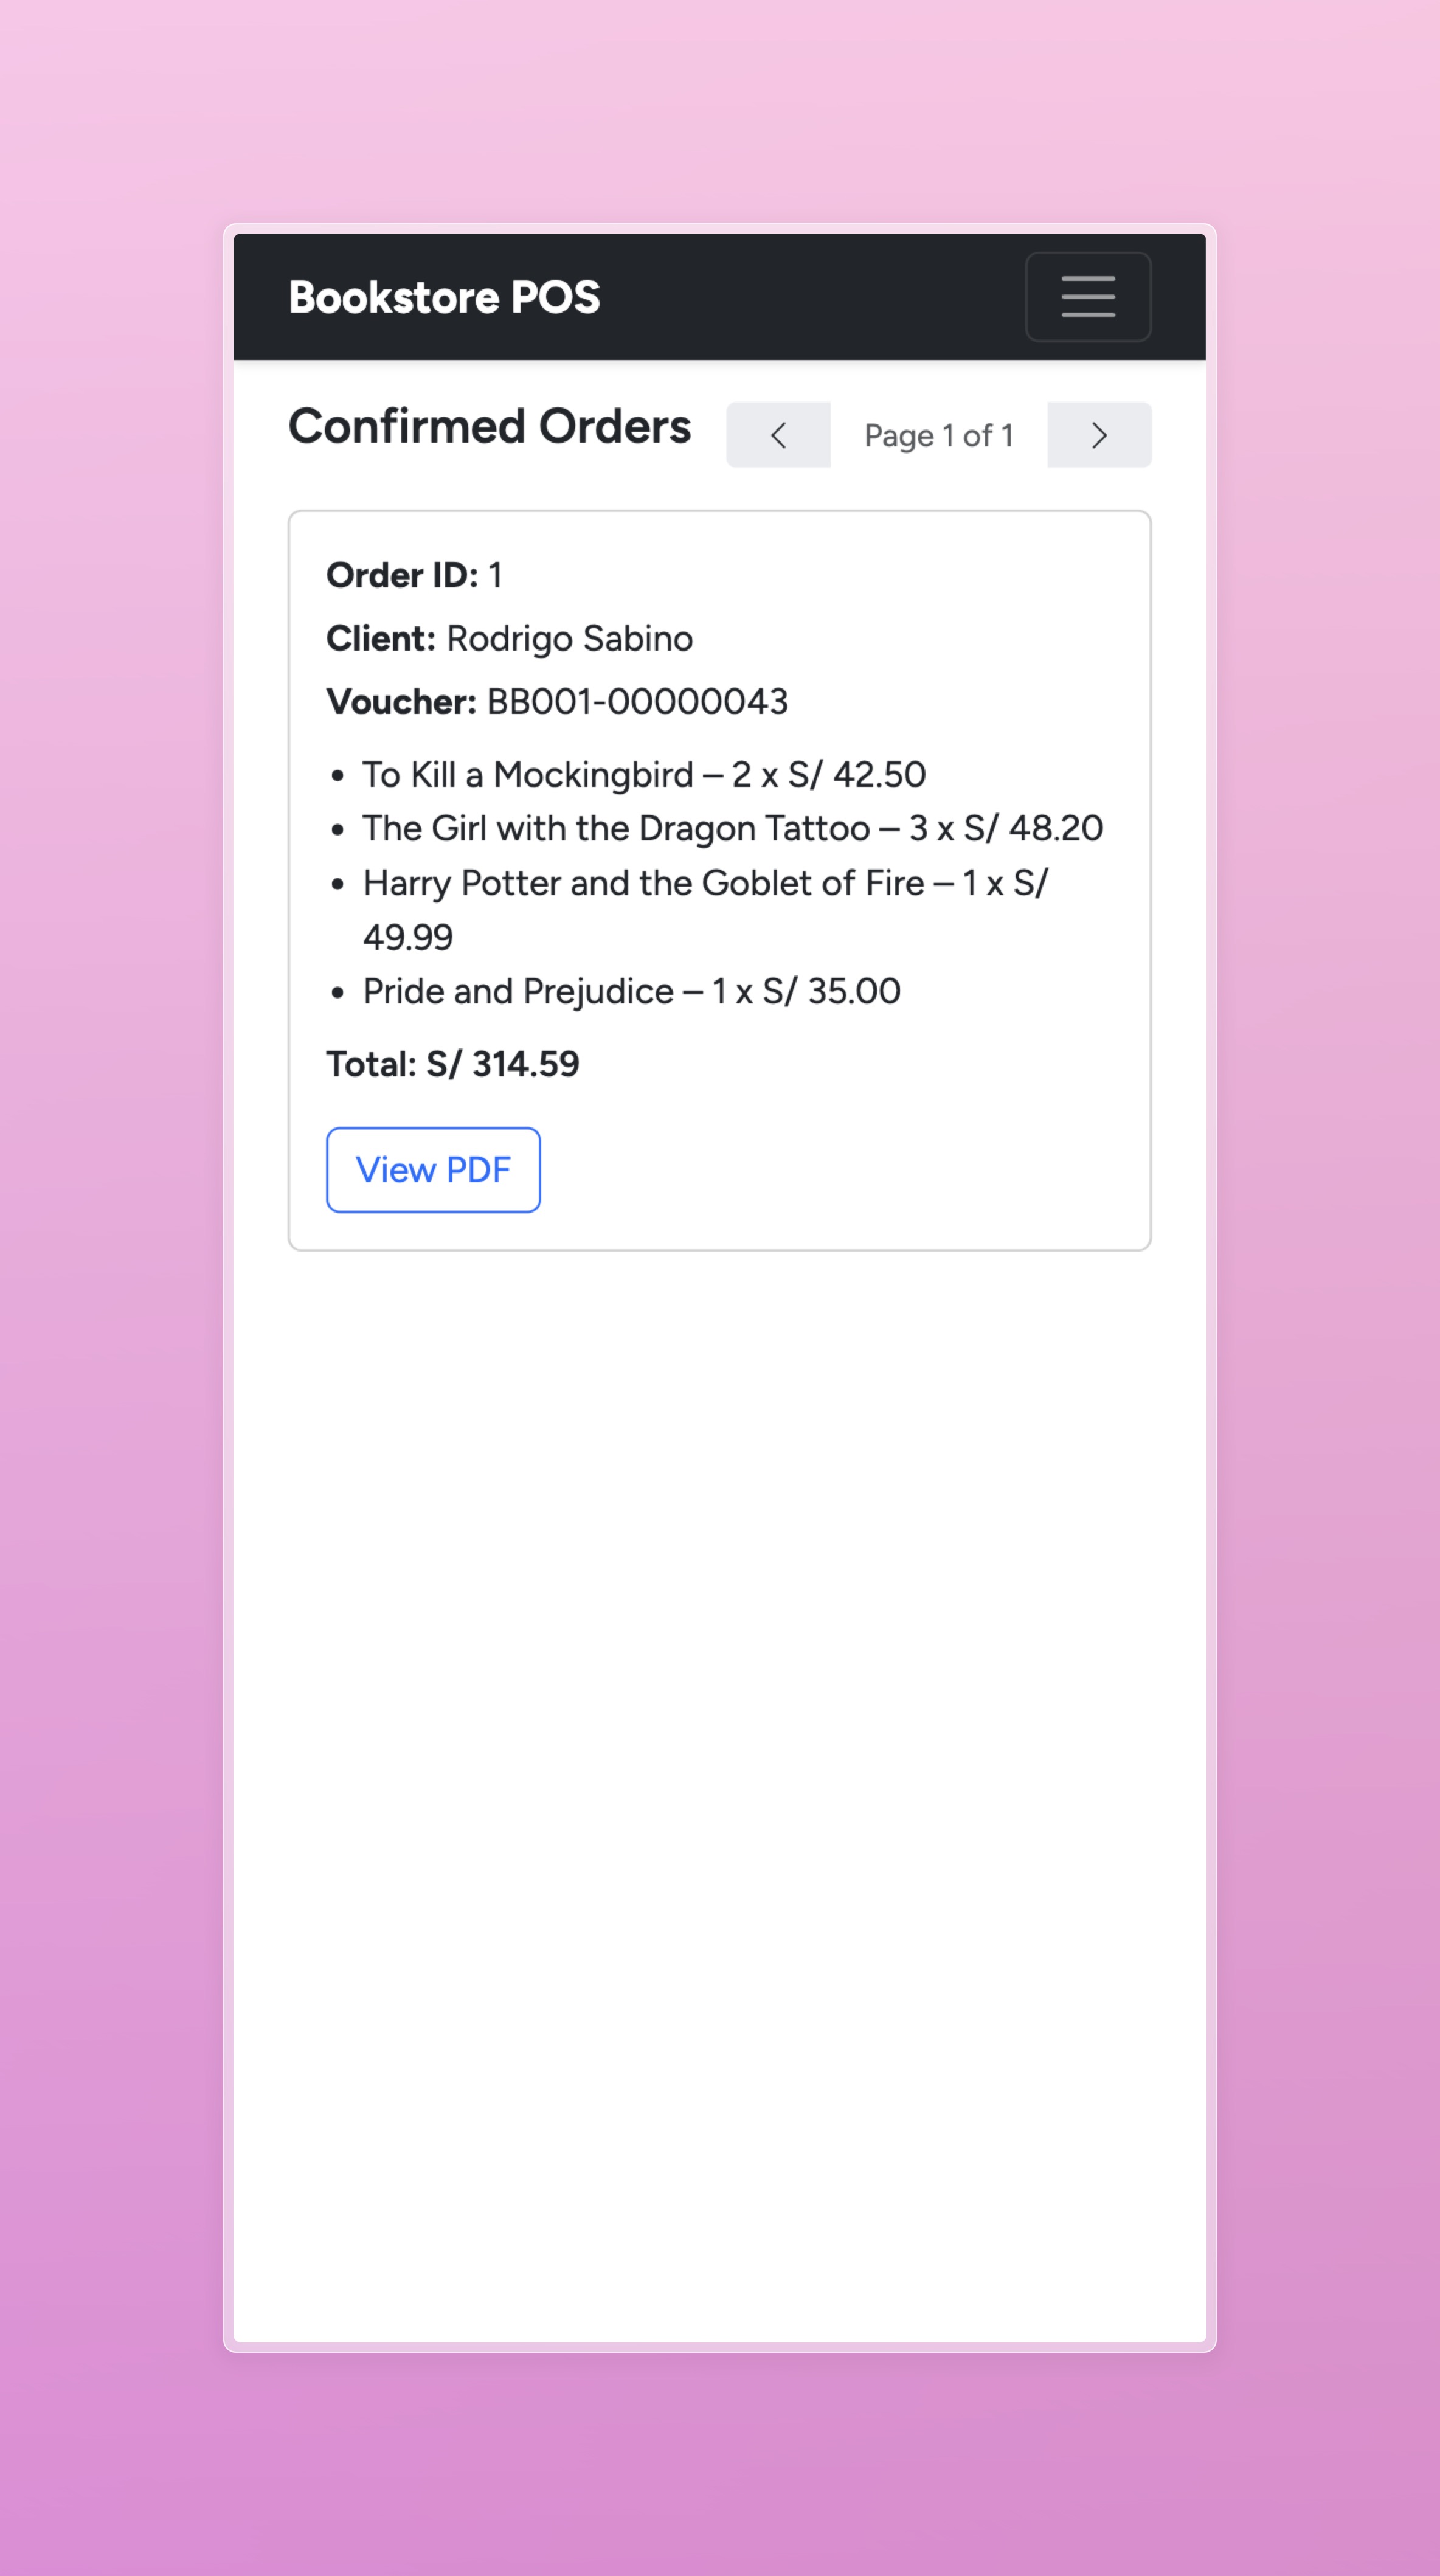 Bookstore POS
Confirmed Orders
Page 1 of 1
Order ID: 1
Client: Rodrigo Sabino
Voucher: BB001-00000043
• To Kill a Mockingbird – 2 x S/ 42.50
• The Girl with the Dragon Tattoo – 3 x S/ 48.20
• Harry Potter and the Goblet of Fire – 1 x S/
49.99
• Pride and Prejudice – 1 x S/ 35.00
Total: S/ 314.59
View PDF